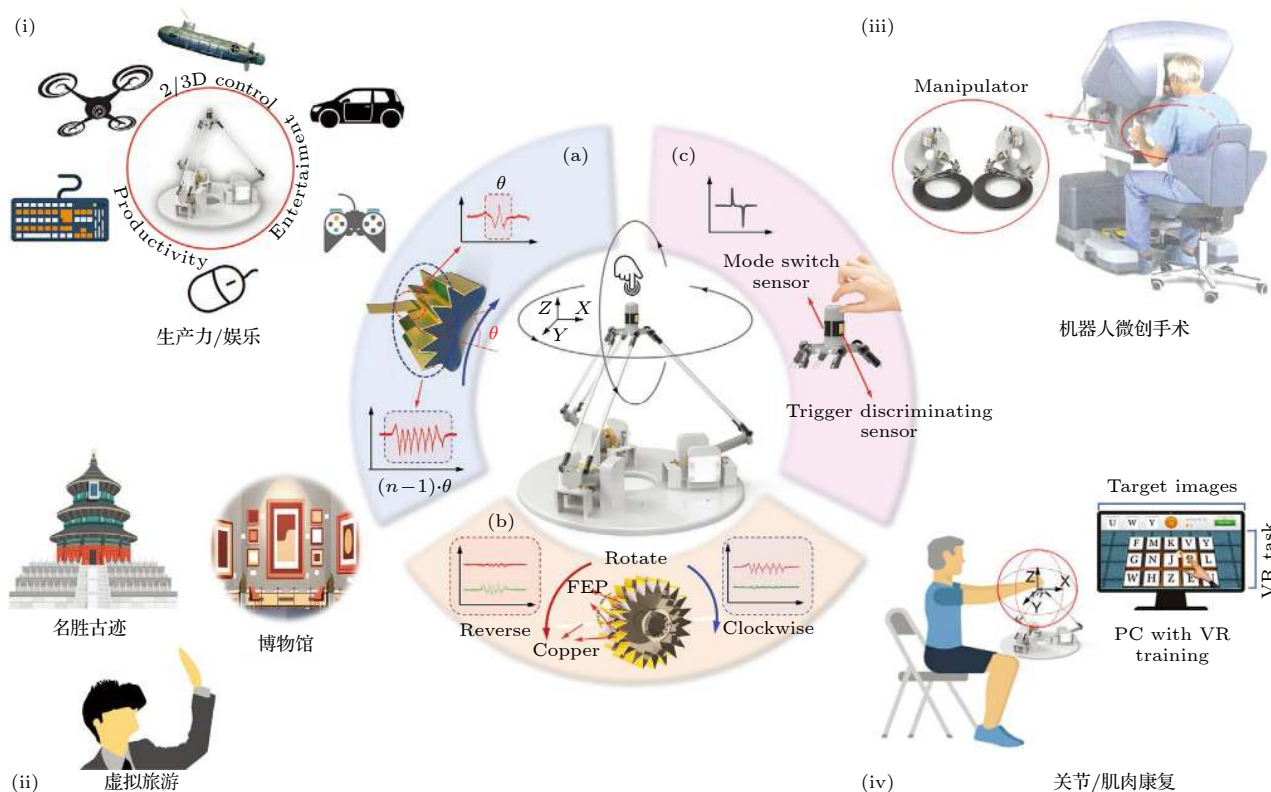 (i)
2/3D control
Entertainment
Productivity
生产力/娱乐
(iii)
Manipulator
机器人微创手术
(a)
θ
θ
(n−1)·θ
(c)
Mode switch
sensor
Trigger discriminating
sensor
Z
X
Y
(b)
Rotate
FEP
Reverse
Copper
Clockwise
名胜古迹
博物馆
(ii)
虚拟旅游
Target images
U W Y
F M K V Y
G N J L
W H Z E N
VR task
Z
X
Y
PC with VR
training
(iv)
关节/肌肉康复